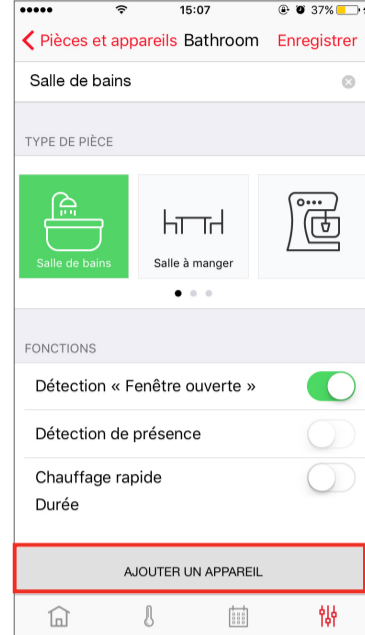 15:07 37%
Pièces et appareils Bathroom Enregistrer
Salle de bains
TYPE DE PIÈCE
Salle de bains Salle à manger
FONCTIONS
Détection « Fenêtre ouverte »
Détection de présence
Chauffage rapide
Durée
AJOUTER UN APPAREIL